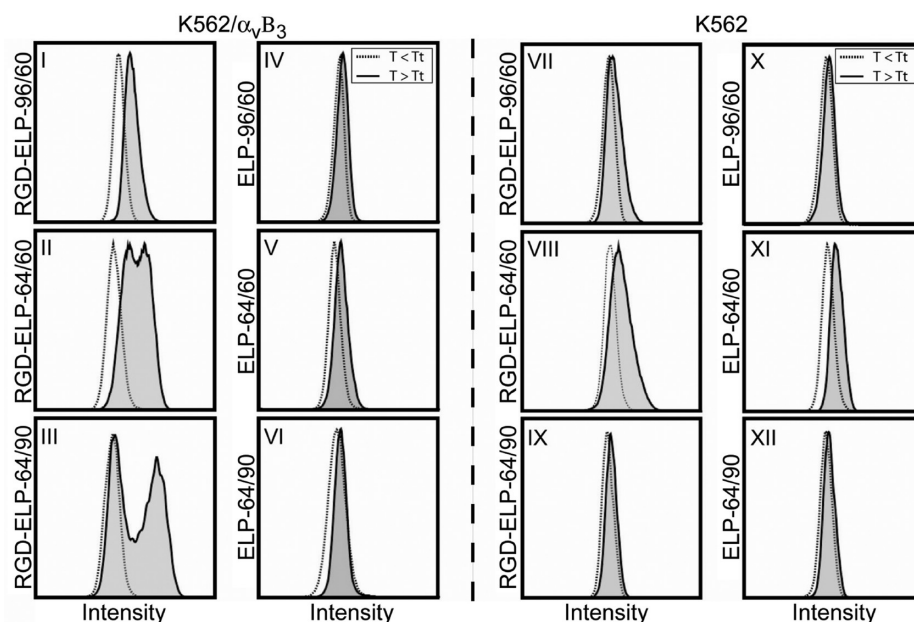 K562/αvB3
K562
I
IV
T < Tt
T > Tt
VII
X
T < Tt
T > Tt
RGD-ELP-96/60
ELP-96/60
RGD-ELP-96/60
ELP-96/60
II
V
VIII
XI
RGD-ELP-64/60
ELP-64/60
RGD-ELP-64/60
ELP-64/60
III
VI
IX
XII
RGD-ELP-64/90
ELP-64/90
RGD-ELP-64/90
ELP-64/90
Intensity
Intensity
Intensity
Intensity